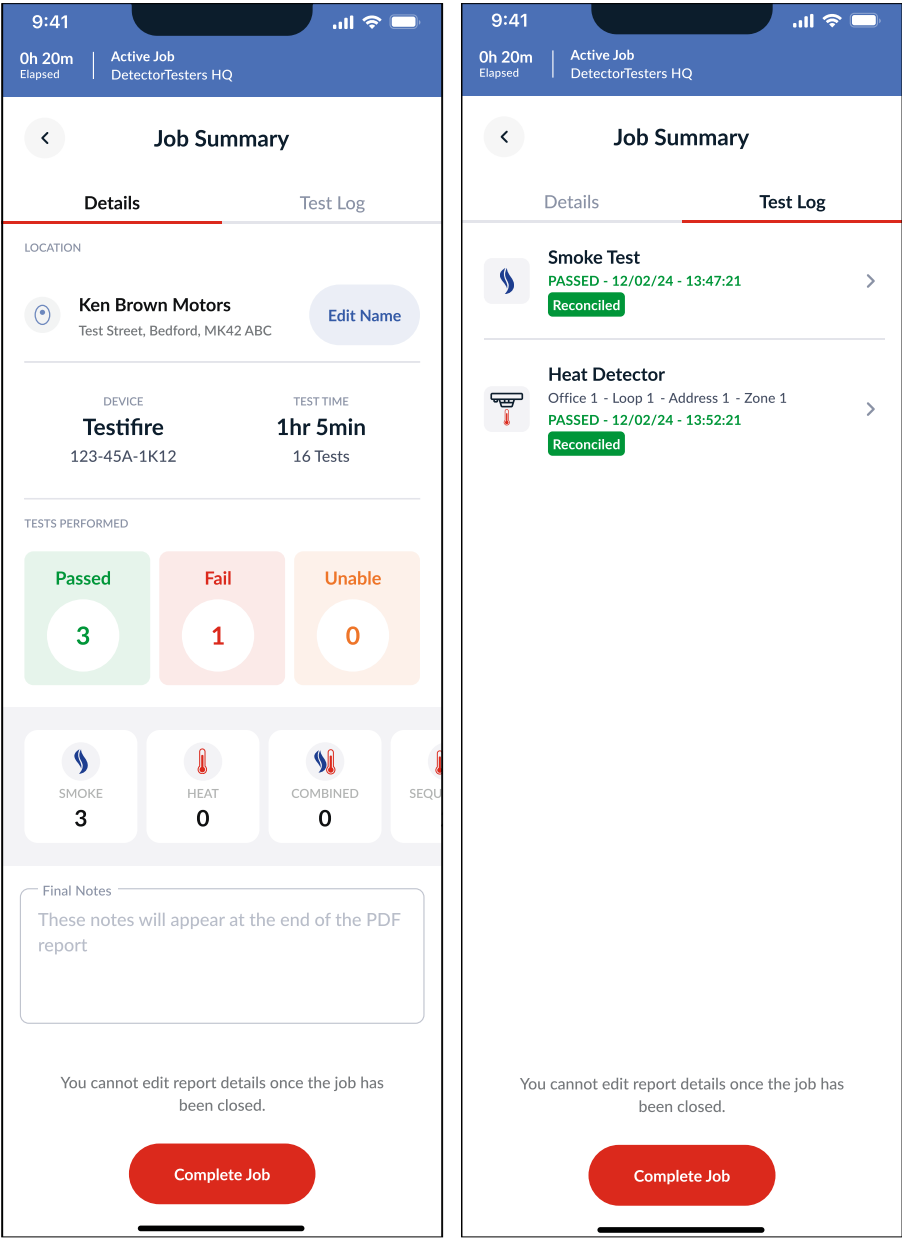 9:41
0h 20m
Elapsed
Active Job
DetectorTesters HQ
Job Summary
Details
Test Log
LOCATION
Ken Brown Motors
Test Street, Bedford, MK42 ABC
Edit Name
DEVICE
Testifire
123-45A-1K12
TEST TIME
1hr 5min
16 Tests
TESTS PERFORMED
Passed
3
Fail
1
Unable
0
SMOKE
3
HEAT
0
COMBINED
0
SEQU
Final Notes
These notes will appear at the end of the PDF
report
You cannot edit report details once the job has
been closed.
Complete Job
9:41
0h 20m
Elapsed
Active Job
DetectorTesters HQ
Job Summary
Details
Test Log
Smoke Test
PASSED - 12/02/24 - 13:47:21
Reconciled
Heat Detector
Office 1 - Loop 1 - Address 1 - Zone 1
PASSED - 12/02/24 - 13:52:21
Reconciled
You cannot edit report details once the job has
been closed.
Complete Job